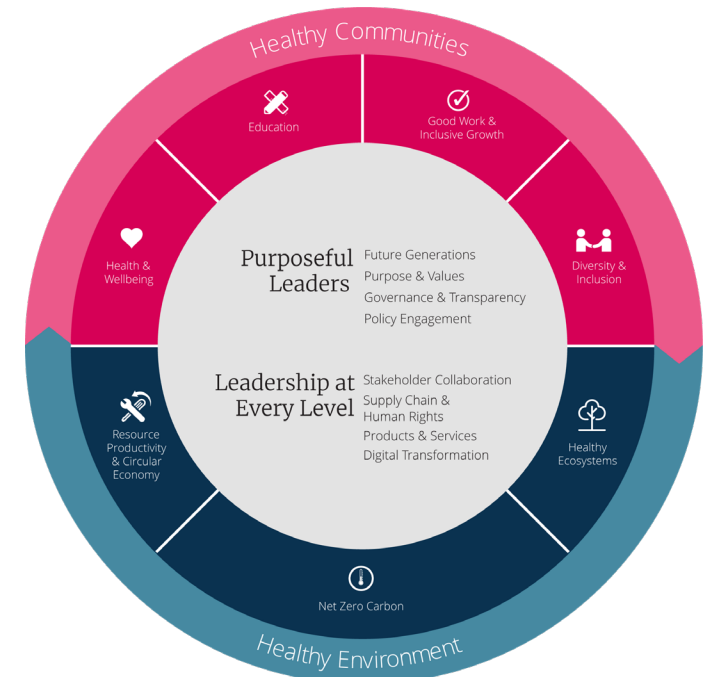 Healthy Communities
Education
Good Work &
Inclusive Growth
Health &
Wellbeing
Diversity &
Inclusion
Purposeful
Leaders
Future Generations
Purpose & Values
Governance & Transparency
Policy Engagement
Leadership at
Every Level
Stakeholder Collaboration
Supply Chain &
Human Rights
Products & Services
Digital Transformation
Resource
Productivity
& Circular
Economy
Healthy
Ecosystems
Net Zero Carbon
Healthy Environment